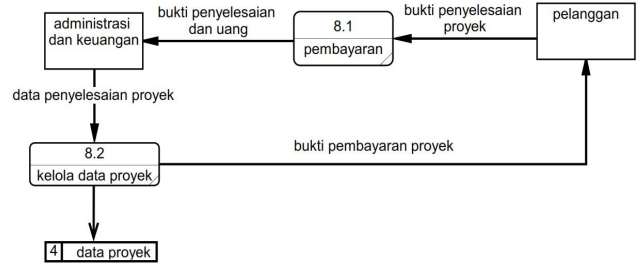 administrasi
dan keuangan
bukti penyelesaian
dan uang
8.1
pembayaran
bukti penyelesaian
proyek
pelanggan
data penyelesaian proyek
8.2
kelola data proyek
bukti pembayaran proyek
4 data proyek